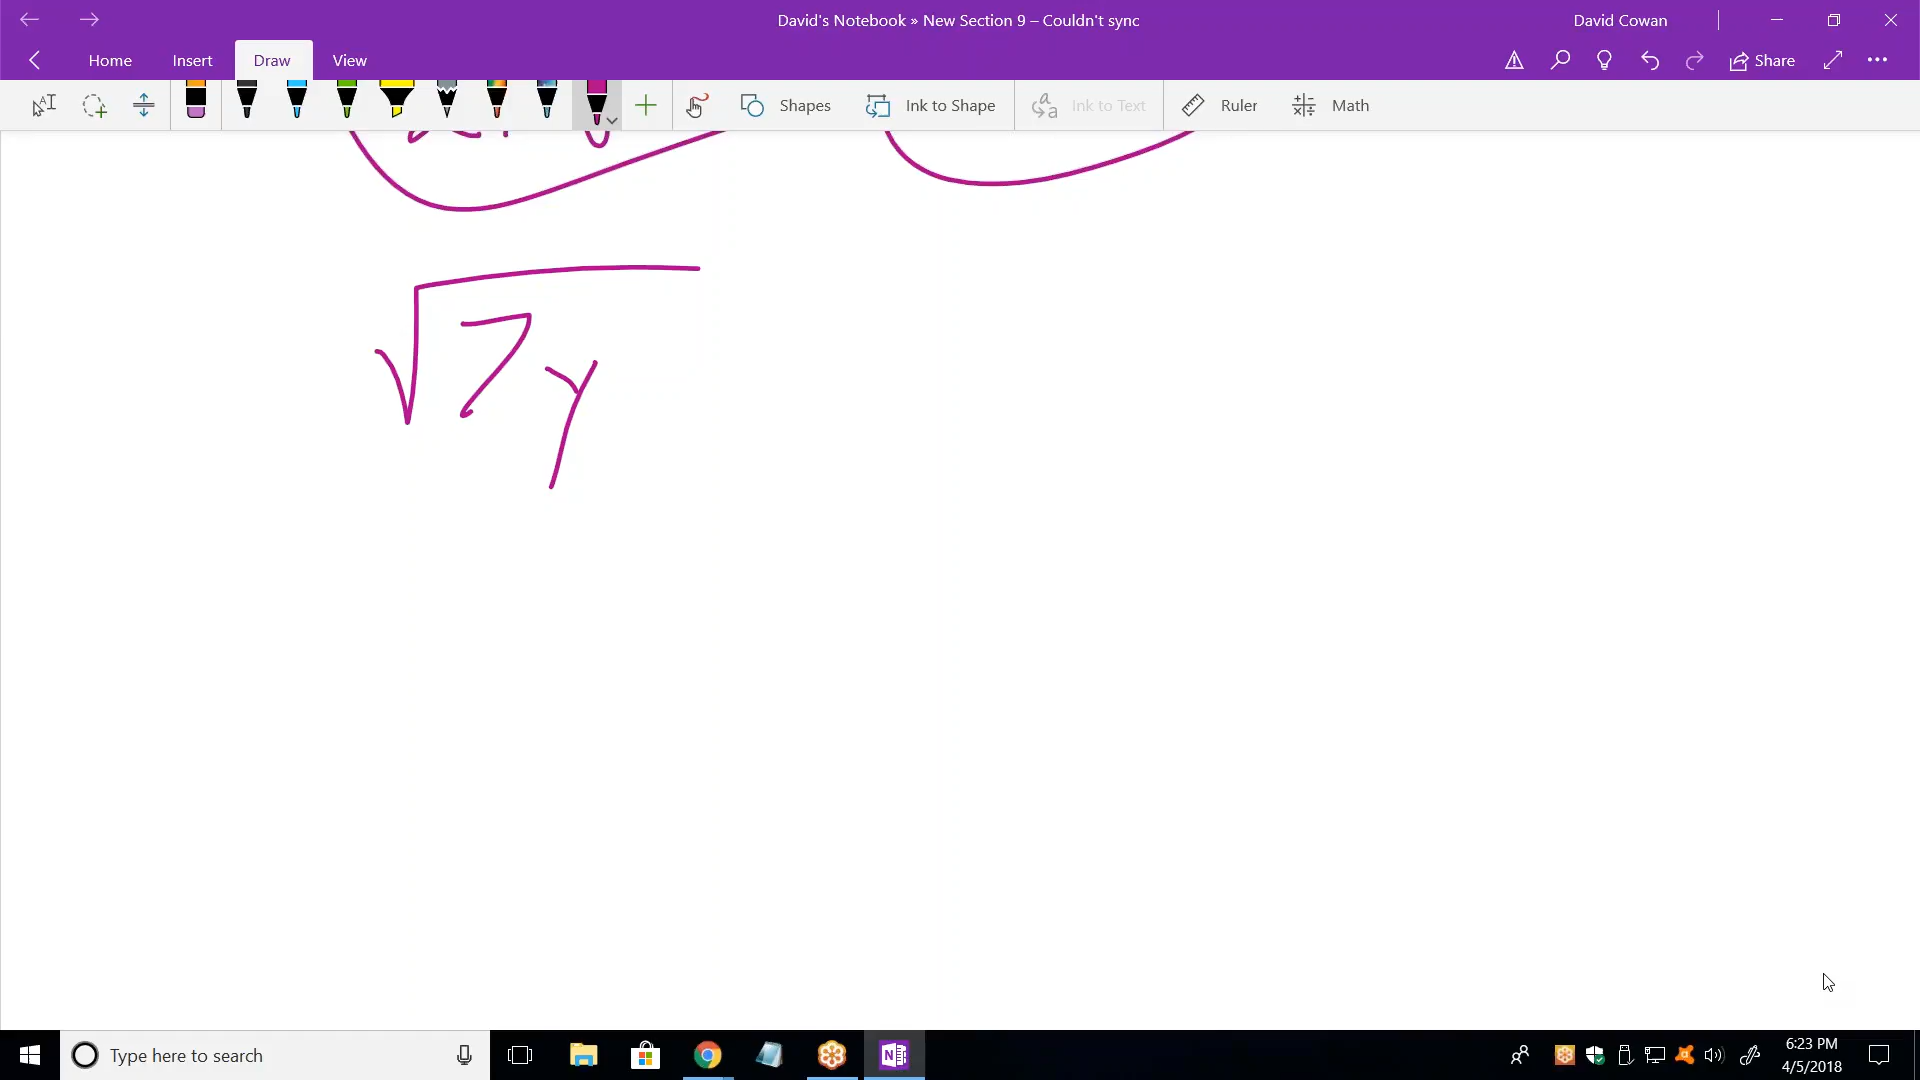 David's Notebook » New Section 9 – Couldn't sync
David Cowan
Home Insert Draw View
Share
Shapes Ink to Shape Ink to Text Ruler Math
√7y
Type here to search
6:23 PM
4/5/2018